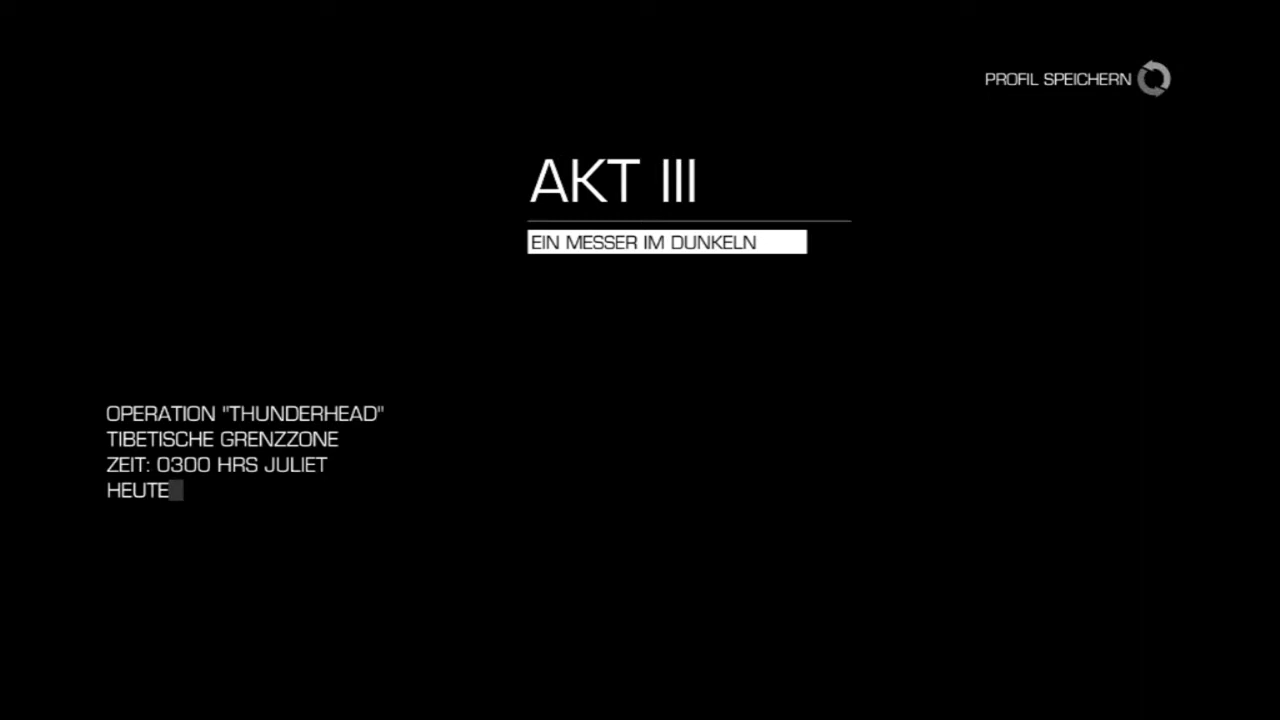 PROFIL SPEICHERN
AKT III
EIN MESSER IM DUNKELN
OPERATION "THUNDERHEAD"
TIBETISCHE GRENZZONE
ZEIT: 0300 HRS JULIET
HEUTE